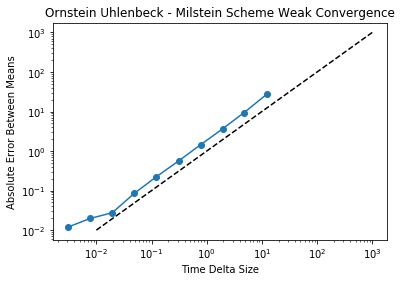 Ornstein Uhlenbeck - Milstein Scheme Weak Convergence
Absolute Error Between Means
10³
10²
10¹
10⁰
10⁻¹
10⁻²
10⁻² 10⁻¹ 10⁰ 10¹ 10² 10³
Time Delta Size